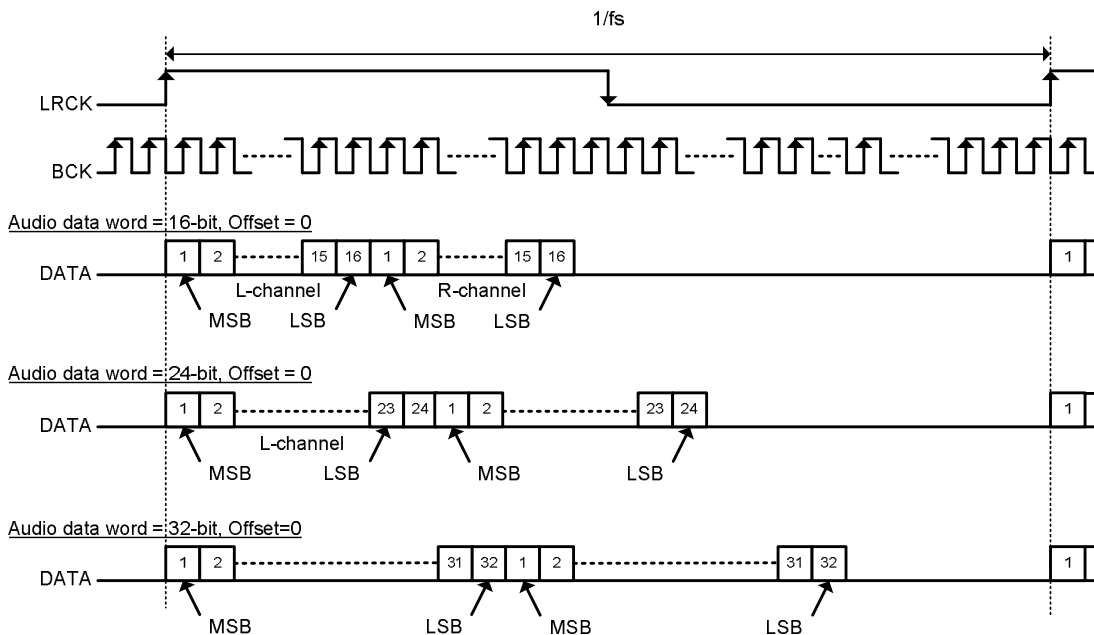 1/fs
LRCK
BCK
Audio data word = 16-bit, Offset = 0
DATA 1 2 15 16 1 2 15 16 1
L-channel R-channel
MSB LSB MSB LSB
Audio data word = 24-bit, Offset = 0
DATA 1 2 23 24 1 2 23 24 1
L-channel
MSB LSB MSB LSB
Audio data word = 32-bit, Offset=0
DATA 1 2 31 32 1 2 31 32 1
MSB LSB MSB LSB